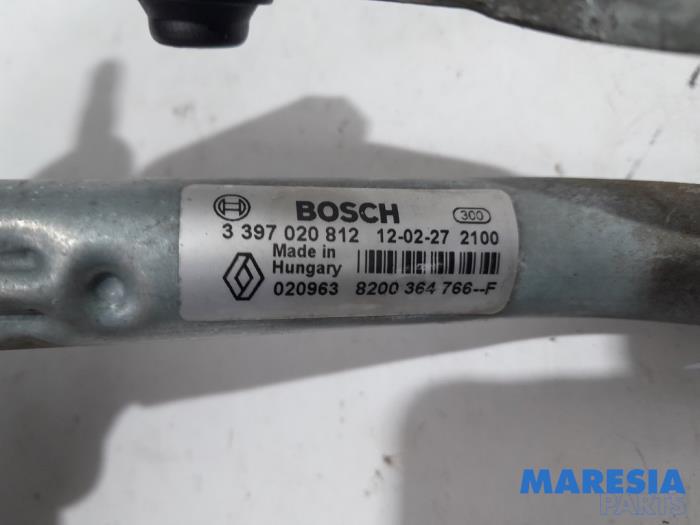 BOSCH 300
3 397 020 812 12-02-27 2100
Made in
Hungary
020963 8200 364 766--F
MARESIA
PARTS